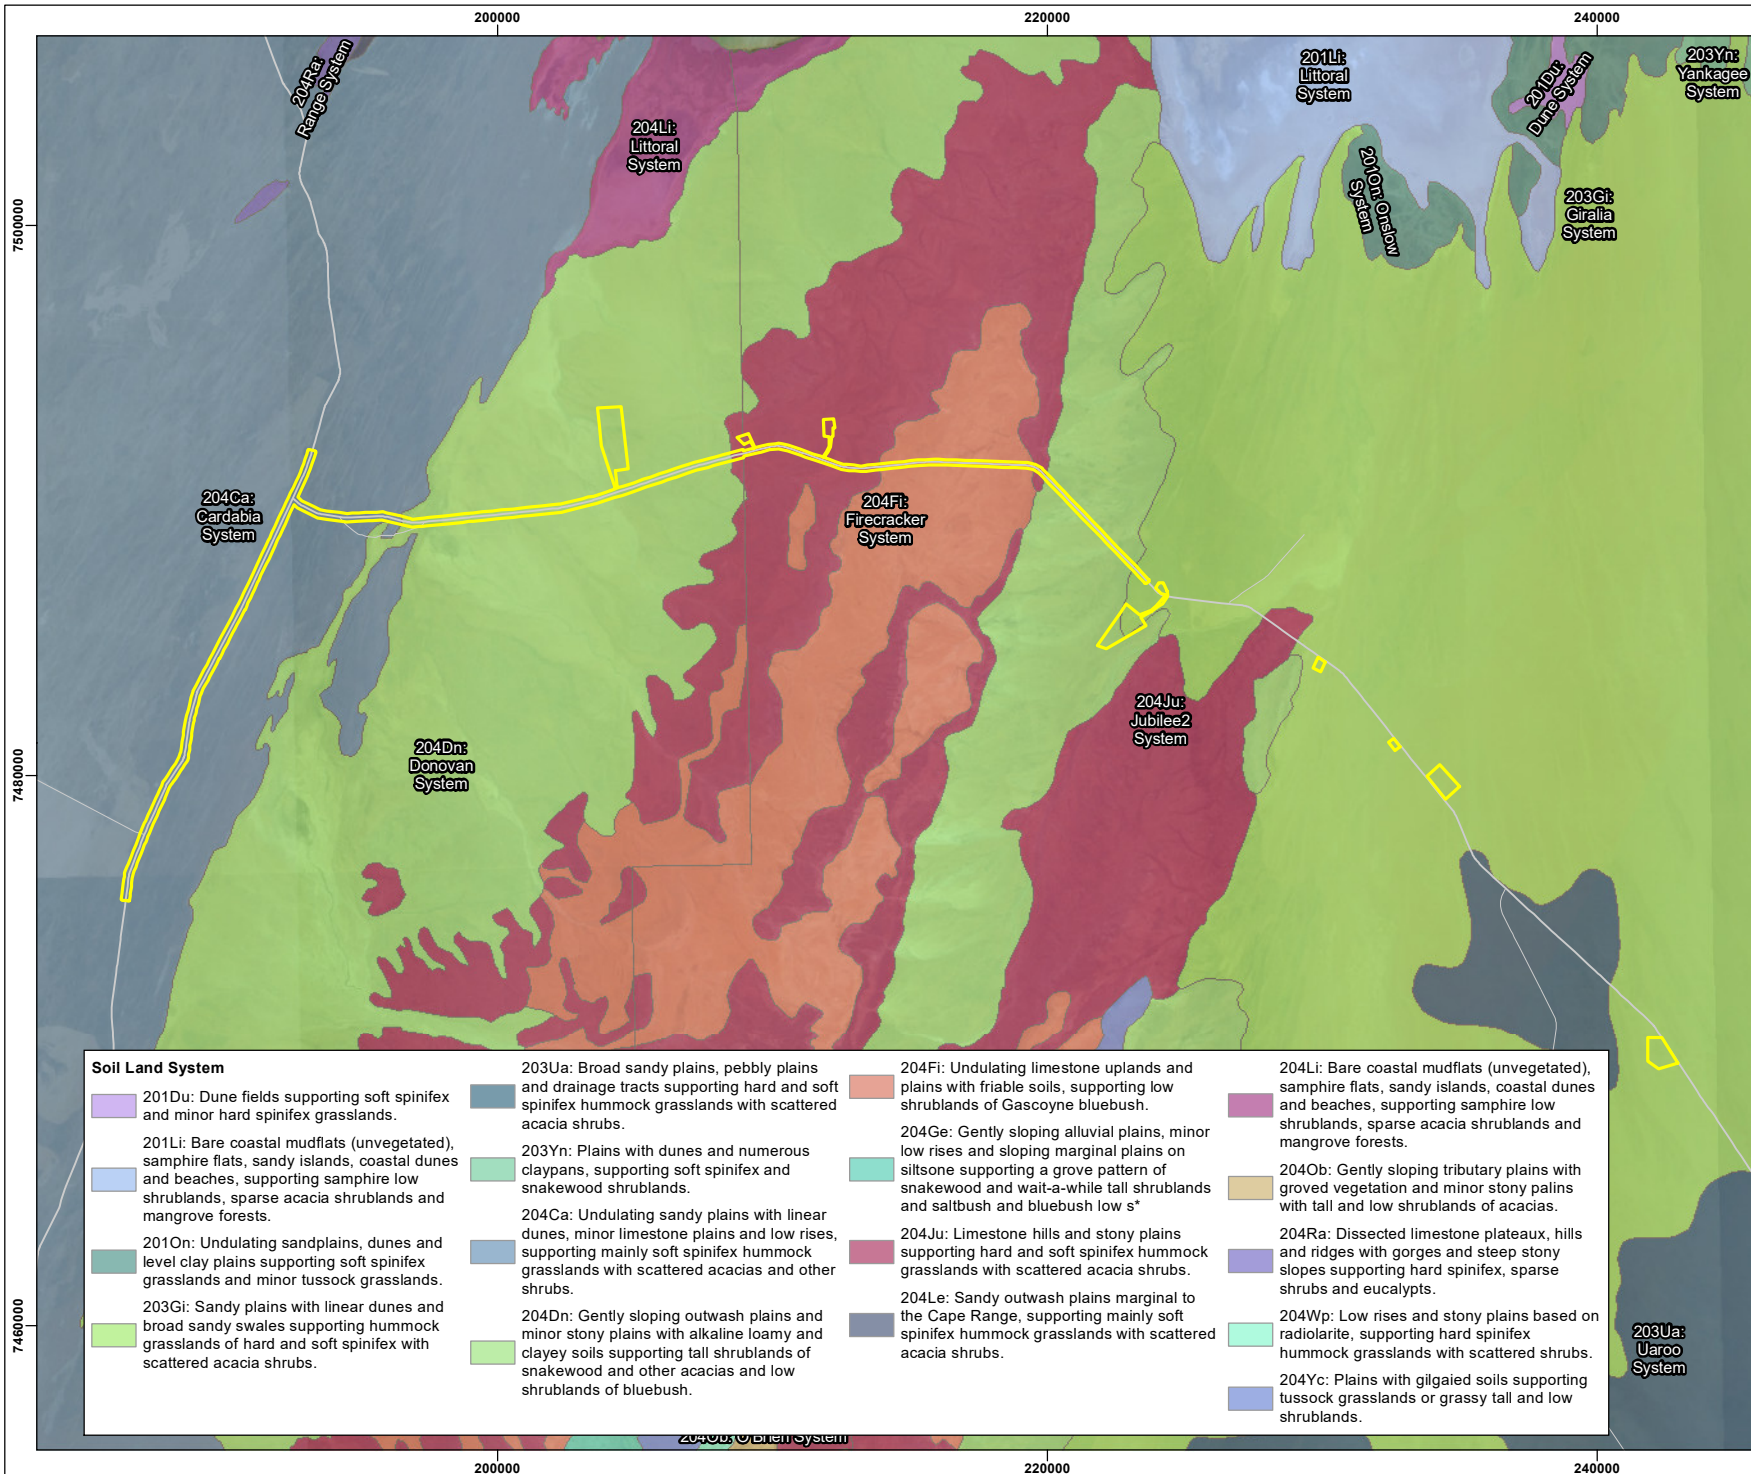 200000
220000
240000
204Ra:
Range System
204Li:
Littoral
System
201Li:
Littoral
System
201Du:
Dune System
203Yn:
Yankagee
System
201On: Onslow
System
203Gi:
Giralia
System
7500000
204Ca:
Cardabia
System
204Fi:
Firecracker
System
204Ju:
Jubilee2
System
204Dn:
Donovan
System
7480000
7460000
203Ua:
Uaroo
System
Soil Land System
201Du: Dune fields supporting soft spinifex
and minor hard spinifex grasslands.
201Li: Bare coastal mudflats (unvegetated),
samphire flats, sandy islands, coastal dunes
and beaches, supporting samphire low
shrublands, sparse acacia shrublands and
mangrove forests.
201On: Undulating sandplains, dunes and
level clay plains supporting soft spinifex
grasslands and minor tussock grasslands.
203Gi: Sandy plains with linear dunes and
broad sandy swales supporting hummock
grasslands of hard and soft spinifex with
scattered acacia shrubs.
203Ua: Broad sandy plains, pebbly plains
and drainage tracts supporting hard and soft
spinifex hummock grasslands with scattered
acacia shrubs.
203Yn: Plains with dunes and numerous
claypans, supporting soft spinifex and
snakewood shrublands.
204Ca: Undulating sandy plains with linear
dunes, minor limestone plains and low rises,
supporting mainly soft spinifex hummock
grasslands with scattered acacias and other
shrubs.
204Dn: Gently sloping outwash plains and
minor stony plains with alkaline loamy and
clayey soils supporting tall shrublands of
snakewood and other acacias and low
shrublands of bluebush.
204Fi: Undulating limestone uplands and
plains with friable soils, supporting low
shrublands of Gascoyne bluebush.
204Ge: Gently sloping alluvial plains, minor
low rises and sloping marginal plains on
siltsone supporting a grove pattern of
snakewood and wait-a-while tall shrublands
and saltbush and bluebush low s*
204Ju: Limestone hills and stony plains
supporting hard and soft spinifex hummock
grasslands with scattered acacia shrubs.
204Le: Sandy outwash plains marginal to
the Cape Range, supporting mainly soft
spinifex hummock grasslands with scattered
acacia shrubs.
204Li: Bare coastal mudflats (unvegetated),
samphire flats, sandy islands, coastal dunes
and beaches, supporting samphire low
shrublands, sparse acacia shrublands and
mangrove forests.
204Ob: Gently sloping tributary plains with
groved vegetation and minor stony palins
with tall and low shrublands of acacias.
204Ra: Dissected limestone plateaux, hills
and ridges with gorges and steep stony
slopes supporting hard spinifex, sparse
shrubs and eucalypts.
204Wp: Low rises and stony plains based on
radiolarite, supporting hard spinifex
hummock grasslands with scattered shrubs.
204Yc: Plains with gilgaied soils supporting
tussock grasslands or grassy tall and low
shrublands.
204Ob: O'Brien System
200000
220000
240000